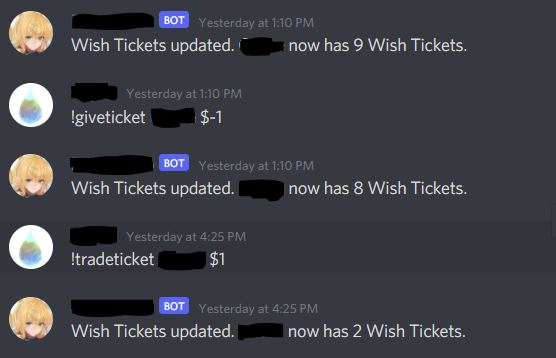 BOT Yesterday at 1:10 PM
Wish Tickets updated. now has 9 Wish Tickets.
Yesterday at 1:10 PM
!giveticket $-1
BOT Yesterday at 1:10 PM
Wish Tickets updated. now has 8 Wish Tickets.
Yesterday at 4:25 PM
!tradeticket $1
BOT Yesterday at 4:25 PM
Wish Tickets updated. now has 2 Wish Tickets.